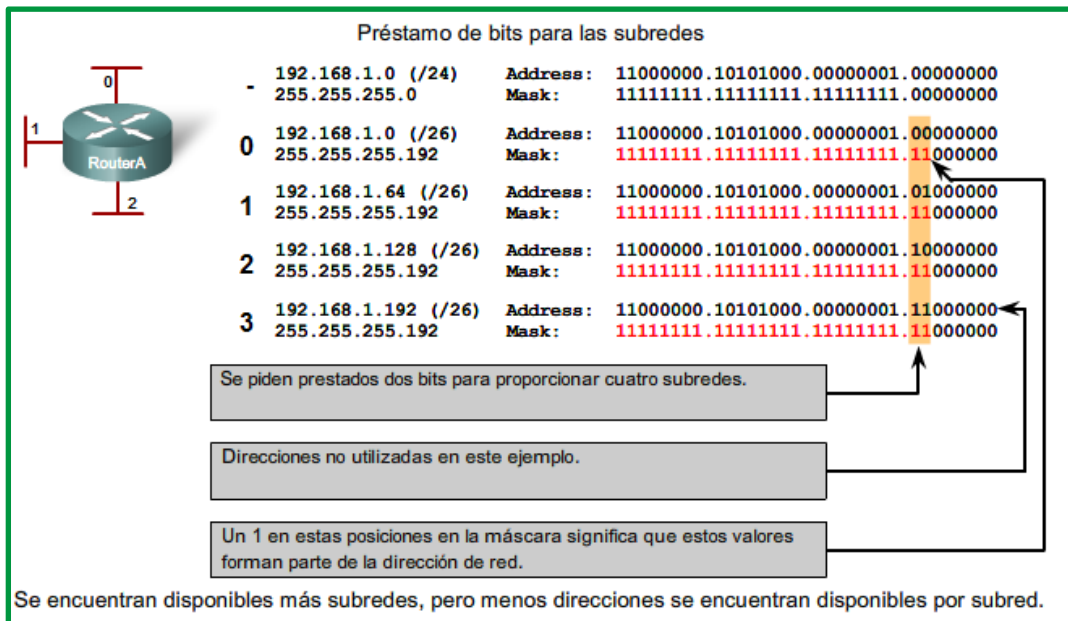 Préstamo de bits para las subredes
0
1
RouterA
2
- 192.168.1.0 (/24) Address: 11000000.10101000.00000001.00000000
255.255.255.0 Mask: 11111111.11111111.11111111.00000000
0 192.168.1.0 (/26) Address: 11000000.10101000.00000001.00000000
255.255.255.192 Mask: 11111111.11111111.11111111.11000000
1 192.168.1.64 (/26) Address: 11000000.10101000.00000001.01000000
255.255.255.192 Mask: 11111111.11111111.11111111.11000000
2 192.168.1.128 (/26) Address: 11000000.10101000.00000001.10000000
255.255.255.192 Mask: 11111111.11111111.11111111.11000000
3 192.168.1.192 (/26) Address: 11000000.10101000.00000001.11000000
255.255.255.192 Mask: 11111111.11111111.11111111.11000000
Se piden prestados dos bits para proporcionar cuatro subredes.
Direcciones no utilizadas en este ejemplo.
Un 1 en estas posiciones en la máscara significa que estos valores
forman parte de la dirección de red.
Se encuentran disponibles más subredes, pero menos direcciones se encuentran disponibles por subred.